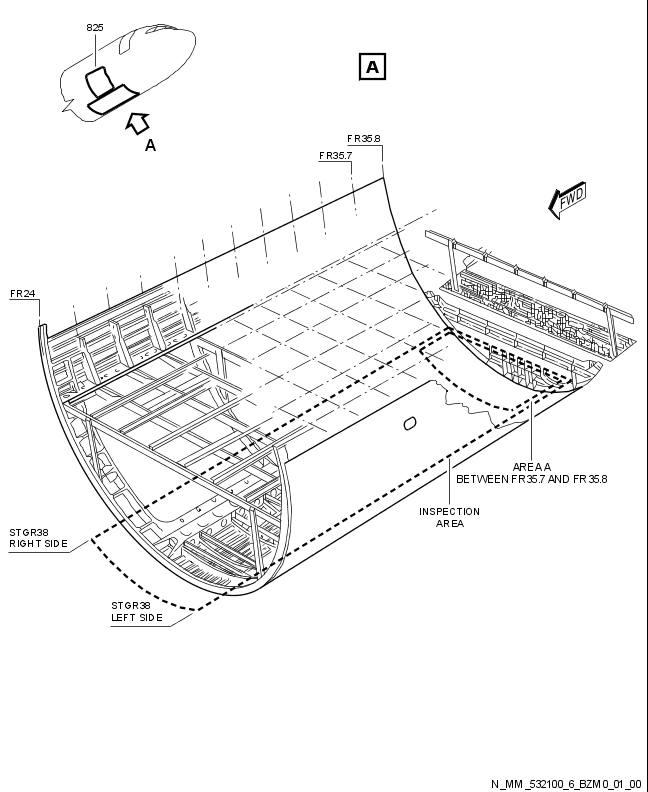 825
A
A
FR35.8
FR35.7
FWD
FR24
AREA A
BETWEEN FR35.7 AND FR35.8
INSPECTION
AREA
STGR38
RIGHT SIDE
STGR38
LEFT SIDE
N_MM_532100_6_BZM0_01_00